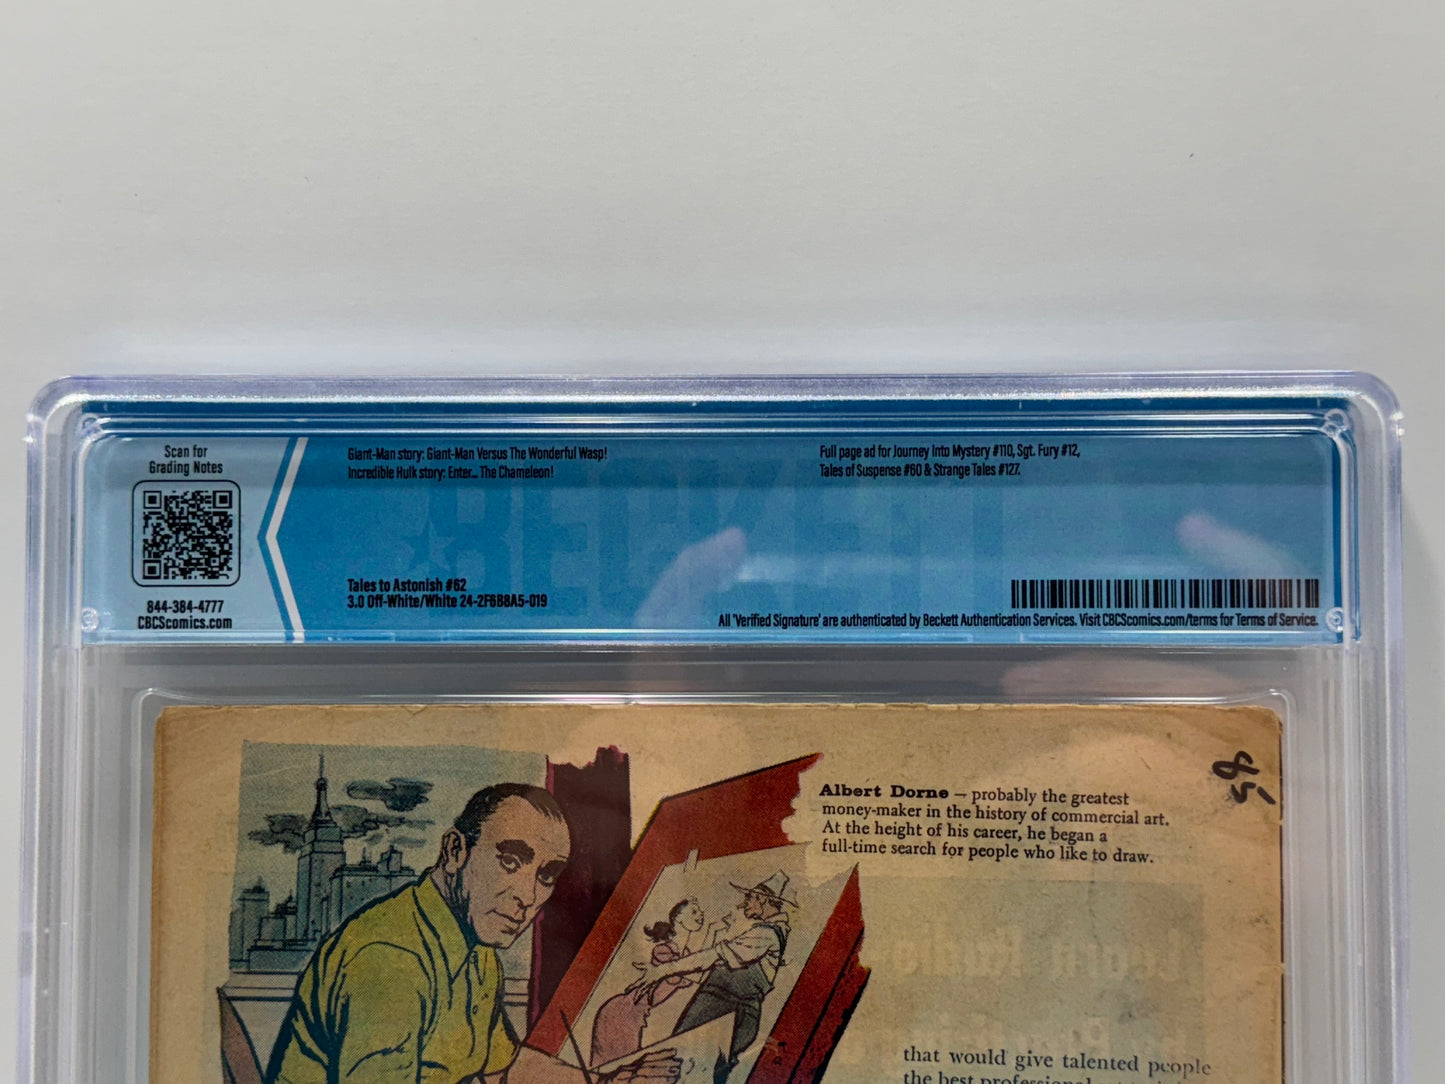 Scan for
Grading Notes
844-384-4777
CBCScomics.com
Giant-Man story: Giant-Man Versus The Wonderful Wasp!
Incredible Hulk story: Enter... The Chameleon!
Tales to Astonish #62
3.0 Off-White/White 24-2F6B8A5-019
Full page ad for Journey Into Mystery #110, Sgt. Fury #12,
Tales of Suspense #60 & Strange Tales #127.
BECKETT
All 'Verified Signature' are authenticated by Beckett Authentication Services. Visit CBCScomics.com/terms for Terms of Service.
Albert Dorne — probably the greatest
money-maker in the history of commercial art.
At the height of his career, he began a
full-time search for people who like to draw.
that would give talented people
the best professional